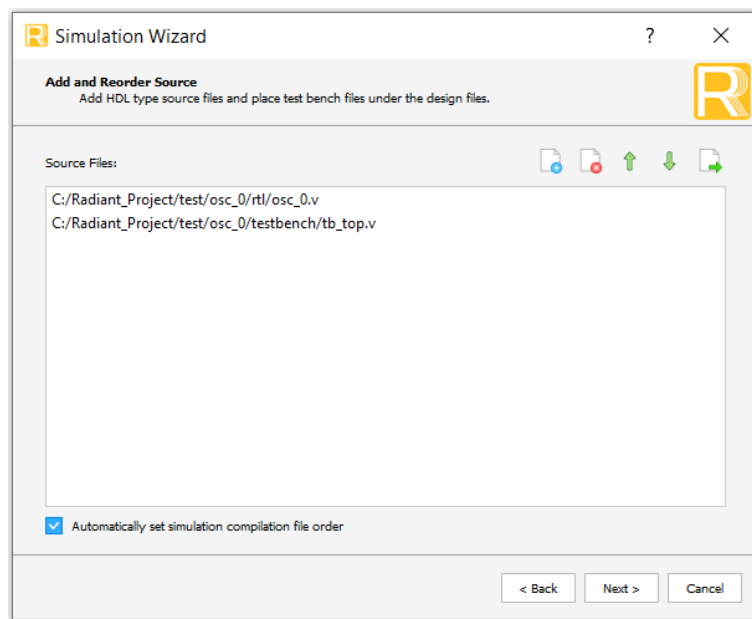 Simulation Wizard
?
Add and Reorder Source
Add HDL type source files and place test bench files under the design files.
Source Files:
C:/Radiant_Project/test/osc_0/rtl/osc_0.v
C:/Radiant_Project/test/osc_0/testbench/tb_top.v
Automatically set simulation compilation file order
< Back
Next >
Cancel